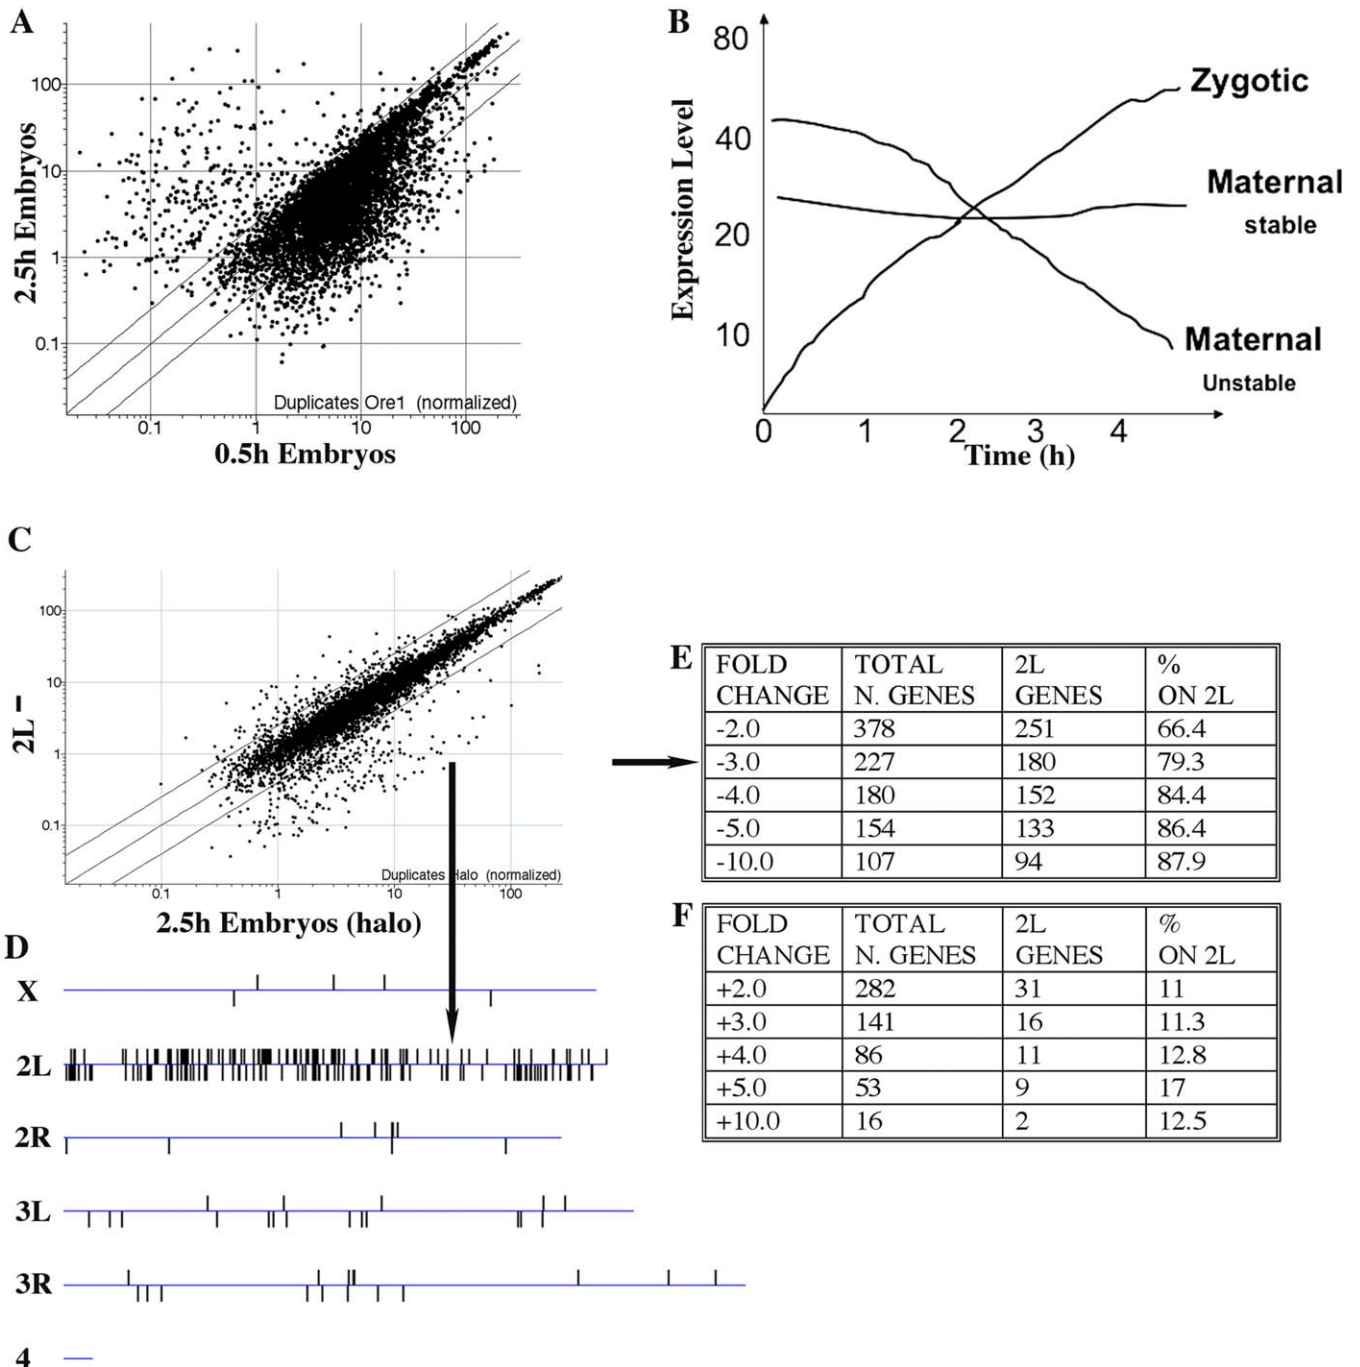 A
100
10
1
0.1
2.5h Embryos
Duplicates Ore1 (normalized)
0.1
1
10
100
0.5h Embryos
B
80
40
20
10
Expression Level
Zygotic
Maternal
stable
Maternal
Unstable
0
1
2
3
4
Time (h)
C
100
10
1
0.1
2L –
Duplicates Halo (normalized)
0.1
1
10
100
2.5h Embryos (halo)
D
X
2L
2R
3L
3R
4
E
FOLD CHANGE TOTAL N. GENES 2L GENES % ON 2L
-2.0 378 251 66.4
-3.0 227 180 79.3
-4.0 180 152 84.4
-5.0 154 133 86.4
-10.0 107 94 87.9
F
FOLD CHANGE TOTAL N. GENES 2L GENES % ON 2L
+2.0 282 31 11
+3.0 141 16 11.3
+4.0 86 11 12.8
+5.0 53 9 17
+10.0 16 2 12.5